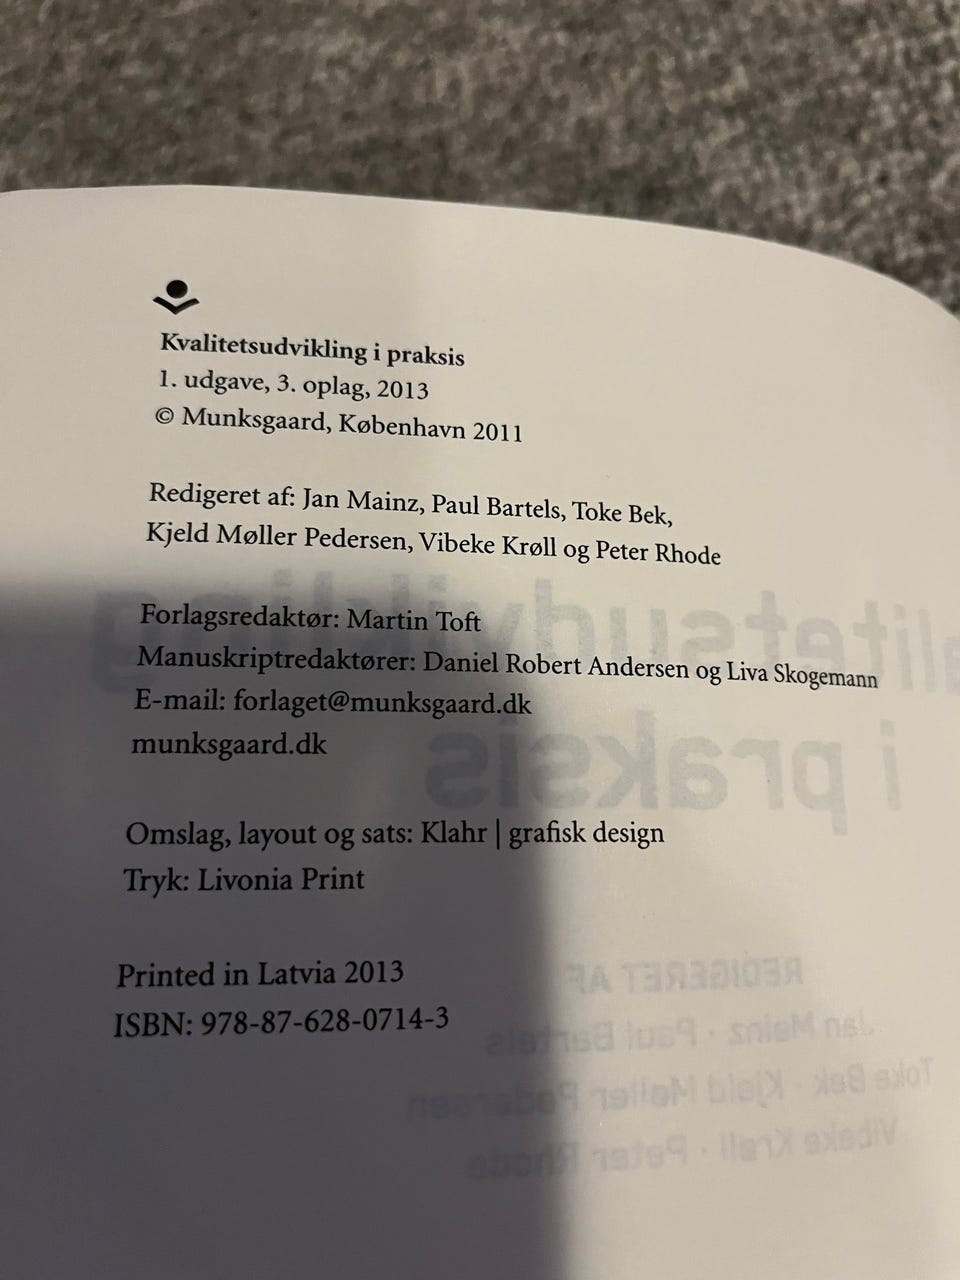 Kvalitetsudvikling i praksis
1. udgave, 3. oplag, 2013
© Munksgaard, København 2011
Redigeret af: Jan Mainz, Paul Bartels, Toke Bek,
Kjeld Møller Pedersen, Vibeke Krøll og Peter Rhode
Forlagsredaktør: Martin Toft
Manuskriptredaktører: Daniel Robert Andersen og Liva Skogemann
E-mail: forlaget@munksgaard.dk
munksgaard.dk
Omslag, layout og sats: Klahr | grafisk design
Tryk: Livonia Print
Printed in Latvia 2013
ISBN: 978-87-628-0714-3